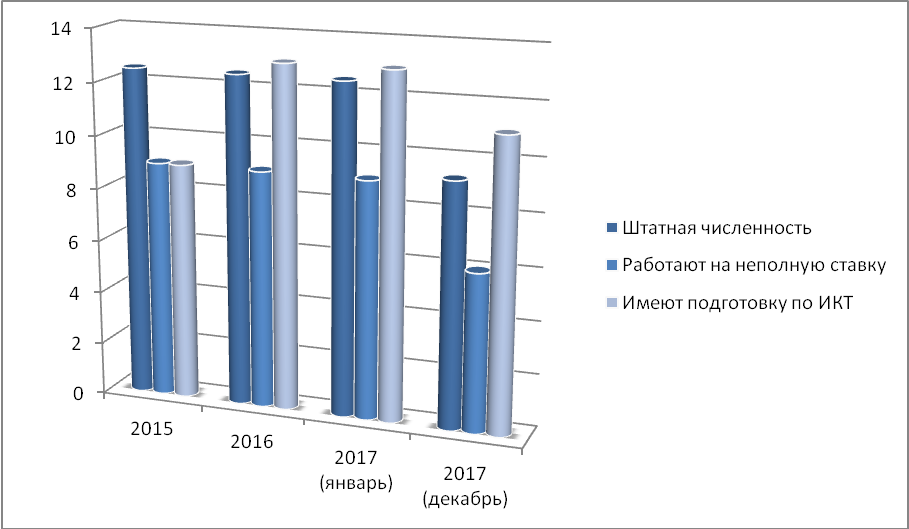 14
12
10
8
6
4
2
0
2015
2016
2017
(январь)
2017
(декабрь)
Штатная численность
Работают на неполную ставку
Имеют подготовку по ИКТ